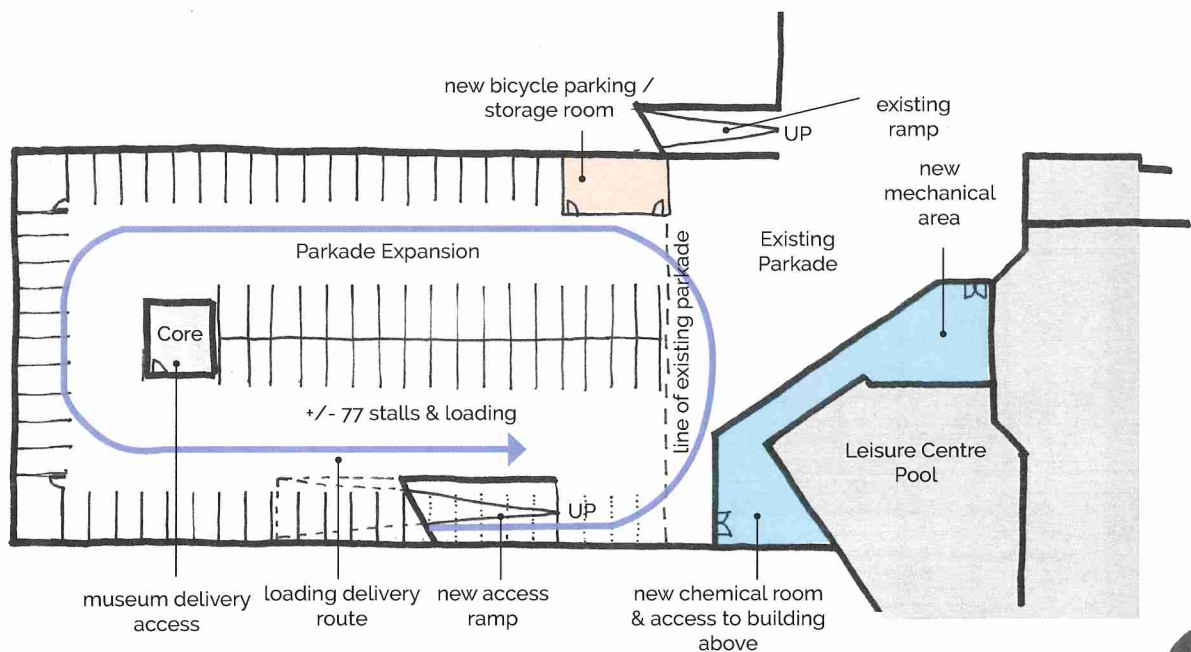 new bicycle parking /
storage room
existing
ramp
UP
new
mechanical
area
Parkade Expansion
line of existing parkade
Existing
Parkade
Core
+/- 77 stalls & loading
Leisure Centre
Pool
UP
museum delivery
access
loading delivery
route
new access
ramp
new chemical room
& access to building
above